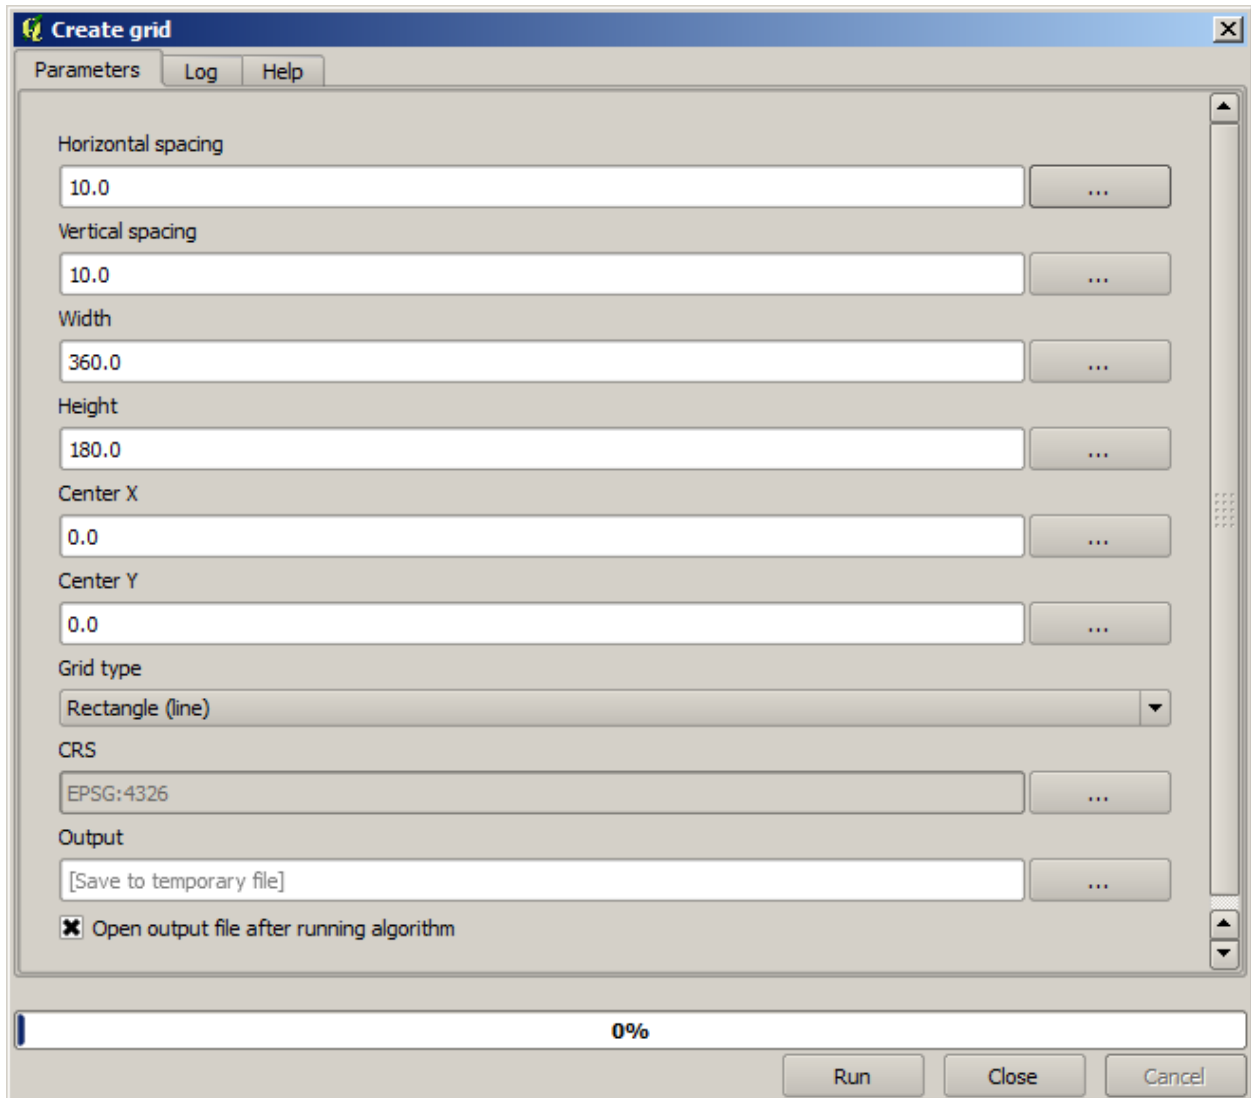 Create grid
Parameters Log Help
Horizontal spacing
10.0 ...
Vertical spacing
10.0 ...
Width
360.0 ...
Height
180.0 ...
Center X
0.0 ...
Center Y
0.0 ...
Grid type
Rectangle (line)
CRS
EPSG:4326 ...
Output
[Save to temporary file] ...
Open output file after running algorithm
0%
Run Close Cancel